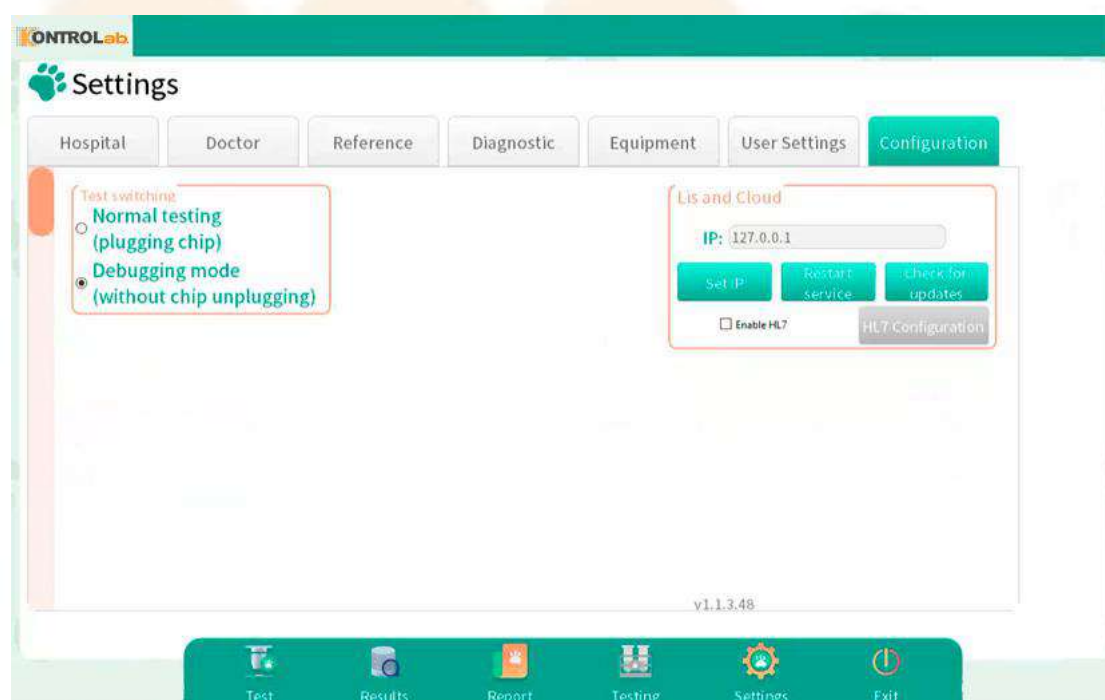 KONTROLab
Settings
Hospital Doctor Reference Diagnostic Equipment User Settings Configuration
Test switching
Normal testing
(plugging chip)
Debugging mode
(without chip unplugging)
Lis and Cloud
IP: 127.0.0.1
Set IP Restart service Check for updates
Enable HL7 HL7 Configuration
v1.1.3.48
Test Results Report Testing Settings Exit